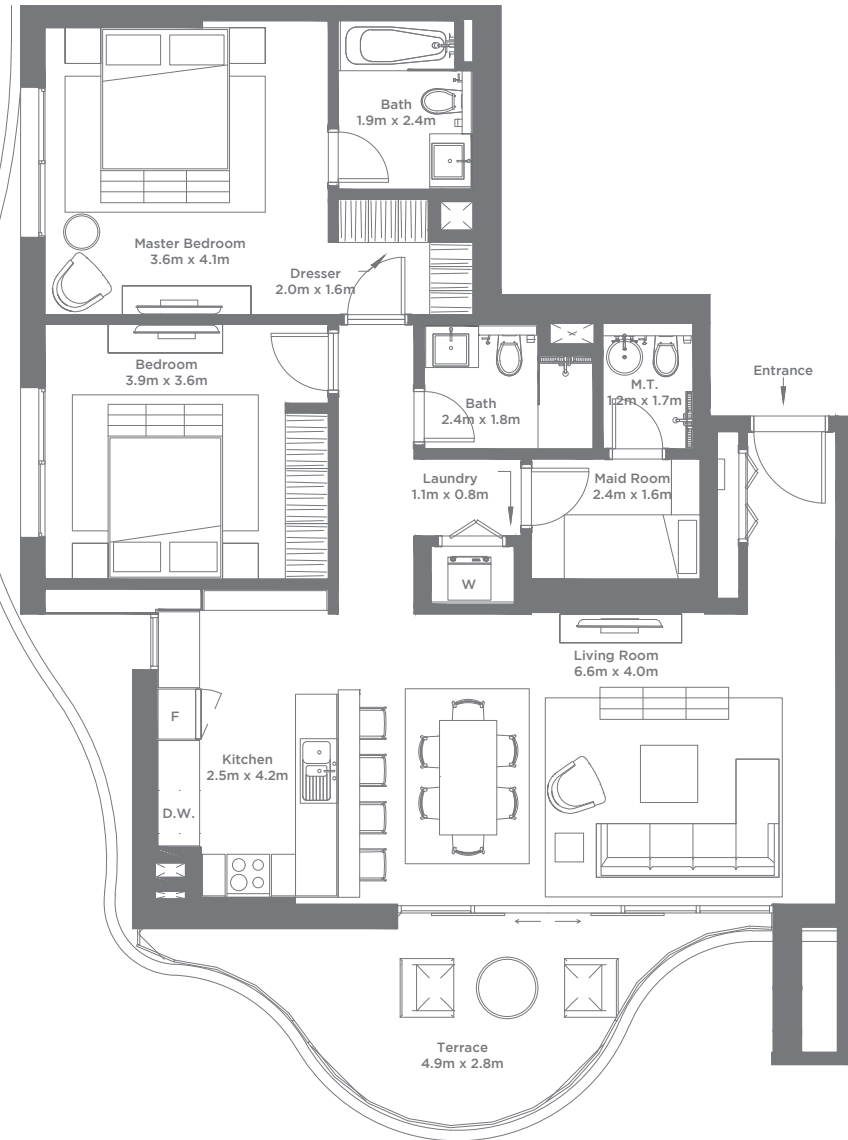 Bath
1.9m x 2.4m
Master Bedroom
3.6m x 4.1m
Dresser
2.0m x 1.6m
Bedroom
3.9m x 3.6m
Bath
2.4m x 1.8m
M.T.
1.2m x 1.7m
Entrance
Laundry
1.1m x 0.8m
Maid Room
2.4m x 1.6m
W
Living Room
6.6m x 4.0m
F
Kitchen
2.5m x 4.2m
D.W.
Terrace
4.9m x 2.8m